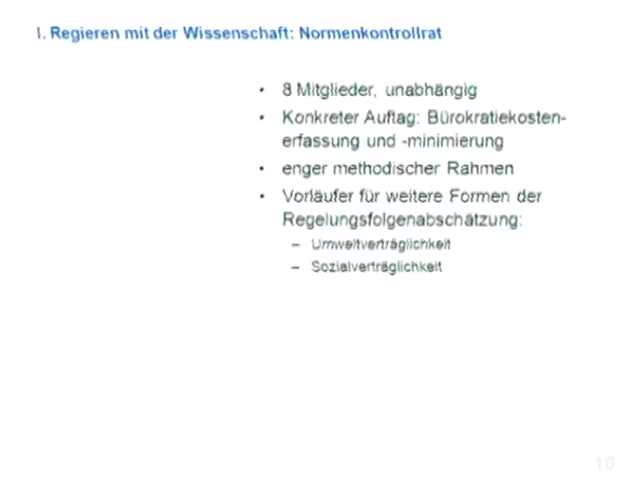 I. Regieren mit der Wissenschaft: Normenkontrollrat
• 8 Mitglieder, unabhängig
• Konkreter Auftag: Bürokratiekosten-
erfassung und -minimierung
• enger methodischer Rahmen
• Vorläufer für weitere Formen der
Regelungsfolgenabschätzung:
– Umweltverträglichkeit
– Sozialverträglichkeit
10